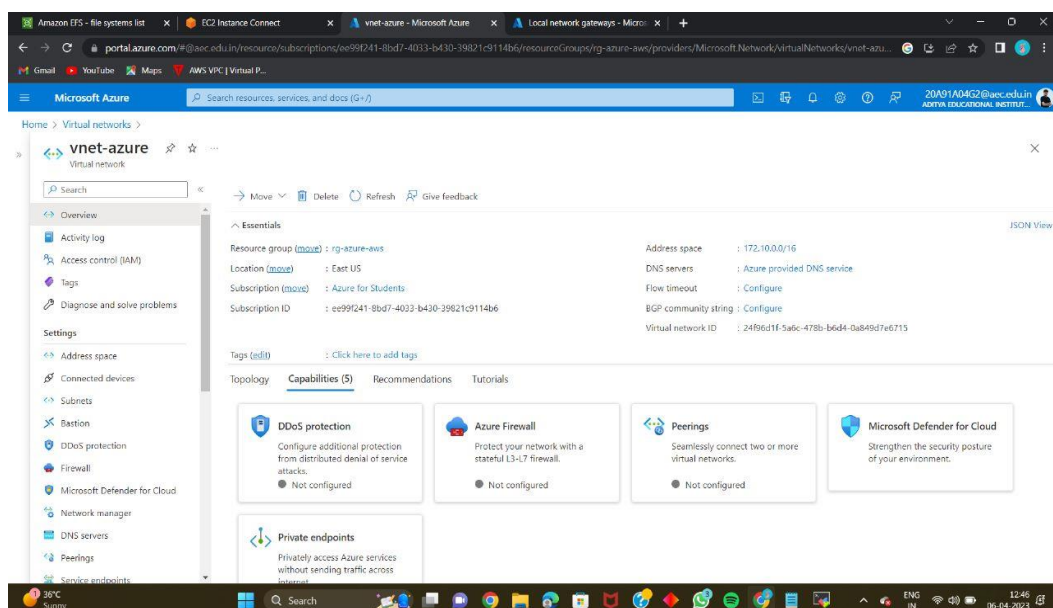 Amazon EFS - file systems list
EC2 Instance Connect
vnet-azure - Microsoft Azure
Local network gateways - Micros
portal.azure.com/#@aec.edu.in/resource/subscriptions/ee99f241-8bd7-4033-b430-39821c9114b6/resourceGroups/rg-azure-aws/providers/Microsoft.Network/virtualNetworks/vnet-azu...
Gmail YouTube Maps AWS VPC | Virtual P...
Microsoft Azure
Search resources, services, and docs (G+/)
20A91A04G2@aec.edu.in
ADITYA EDUCATIONAL INSTITUT...
Home > Virtual networks >
vnet-azure
Virtual network
Search
Move Delete Refresh Give feedback
Overview
Activity log
Access control (IAM)
Tags
Diagnose and solve problems
Settings
Address space
Connected devices
Subnets
Bastion
DDoS protection
Firewall
Microsoft Defender for Cloud
Network manager
DNS servers
Peerings
Service endpoints
Essentials
JSON View
Resource group (move) : rg-azure-aws
Location (move) : East US
Subscription (move) : Azure for Students
Subscription ID : ee99f241-8bd7-4033-b430-39821c9114b6
Address space : 172.10.0.0/16
DNS servers : Azure provided DNS service
Flow timeout : Configure
BGP community string : Configure
Virtual network ID : 24f96d1f-5a6c-478b-b6d4-0a849d7e6715
Tags (edit) : Click here to add tags
Topology Capabilities (5) Recommendations Tutorials
DDoS protection
Configure additional protection
from distributed denial of service
attacks.
Not configured
Azure Firewall
Protect your network with a
stateful L3-L7 firewall.
Not configured
Peerings
Seamlessly connect two or more
virtual networks.
Not configured
Microsoft Defender for Cloud
Strengthen the security posture
of your environment.
Private endpoints
Privately access Azure services
without sending traffic across
internet
1
36°C
Sunny
Search
ENG
IN
12:46
06-04-2023